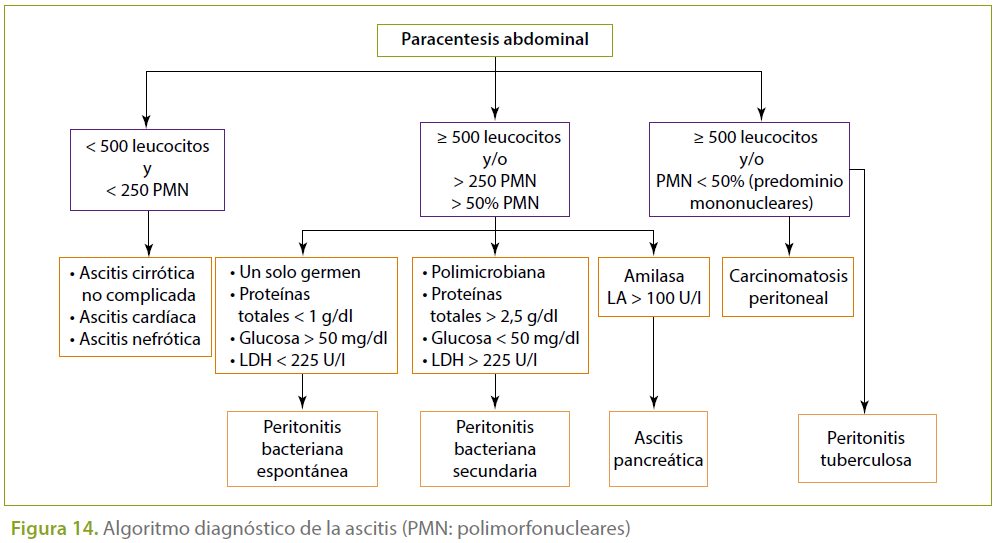 Paracentesis abdominal
< 500 leucocitos
y
< 250 PMN
≥ 500 leucocitos
y/o
> 250 PMN
> 50% PMN
≥ 500 leucocitos
y/o
PMN < 50% (predominio
mononucleares)
• Ascitis cirrótica
no complicada
• Ascitis cardíaca
• Ascitis nefrótica
• Un solo germen
• Proteínas
totales < 1 g/dl
• Glucosa > 50 mg/dl
• LDH < 225 U/l
• Polimicrobiana
• Proteínas
totales > 2,5 g/dl
• Glucosa < 50 mg/dl
• LDH > 225 U/l
Amilasa
LA > 100 U/l
Carcinomatosis
peritoneal
Peritonitis
bacteriana
espontánea
Peritonitis
bacteriana
secundaria
Ascitis
pancreática
Peritonitis
tuberculosa
Figura 14. Algoritmo diagnóstico de la ascitis (PMN: polimorfonucleares)